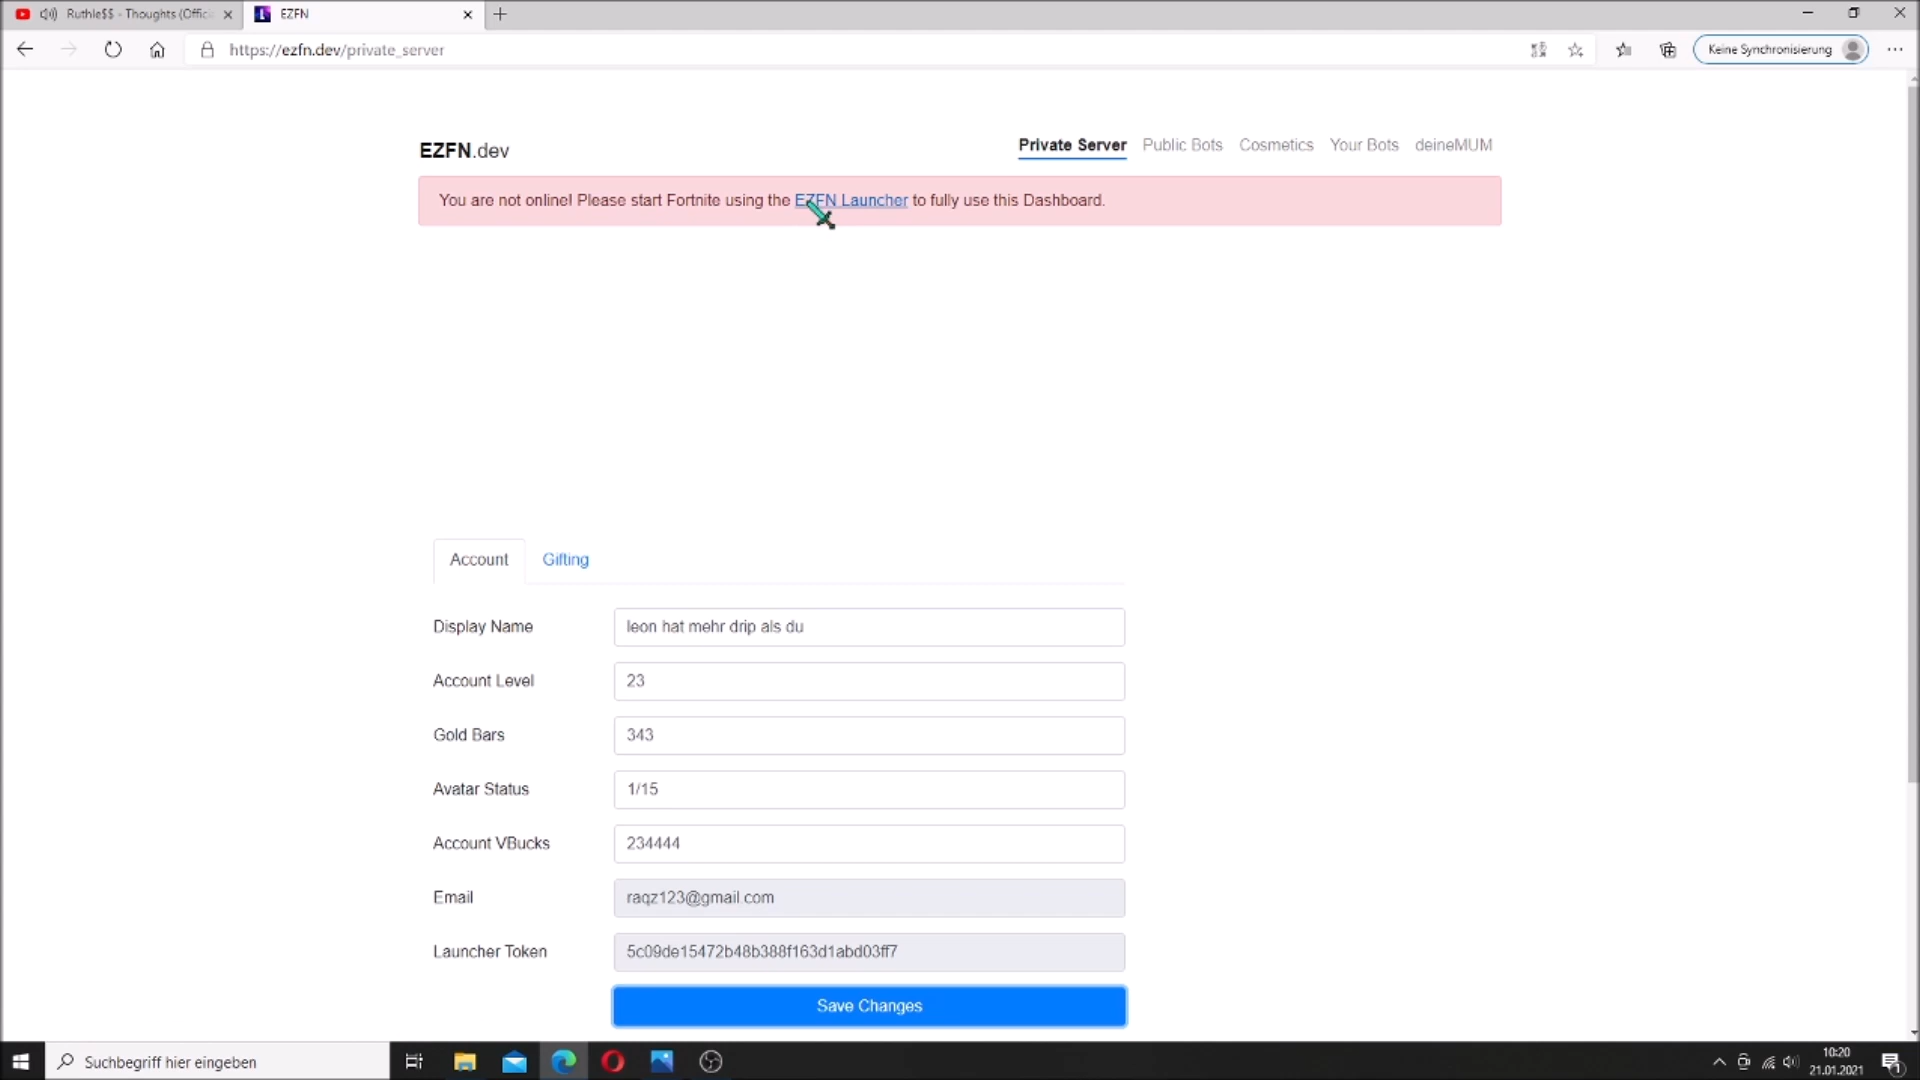 Ruthle$$ - Thoughts (Offici
EZFN
https://ezfn.dev/private_server
Keine Synchronisierung
EZFN.dev
Private Server
Public Bots
Cosmetics
Your Bots
deineMUM
You are not online! Please start Fortnite using the EZFN Launcher to fully use this Dashboard.
Account
Gifting
Display Name
leon hat mehr drip als du
Account Level
23
Gold Bars
343
Avatar Status
1/15
Account VBucks
234444
Email
raqz123@gmail.com
Launcher Token
5c09de15472b48b388f163d1abd03ff7
Save Changes
Suchbegriff hier eingeben
10:20
21.01.2021
1